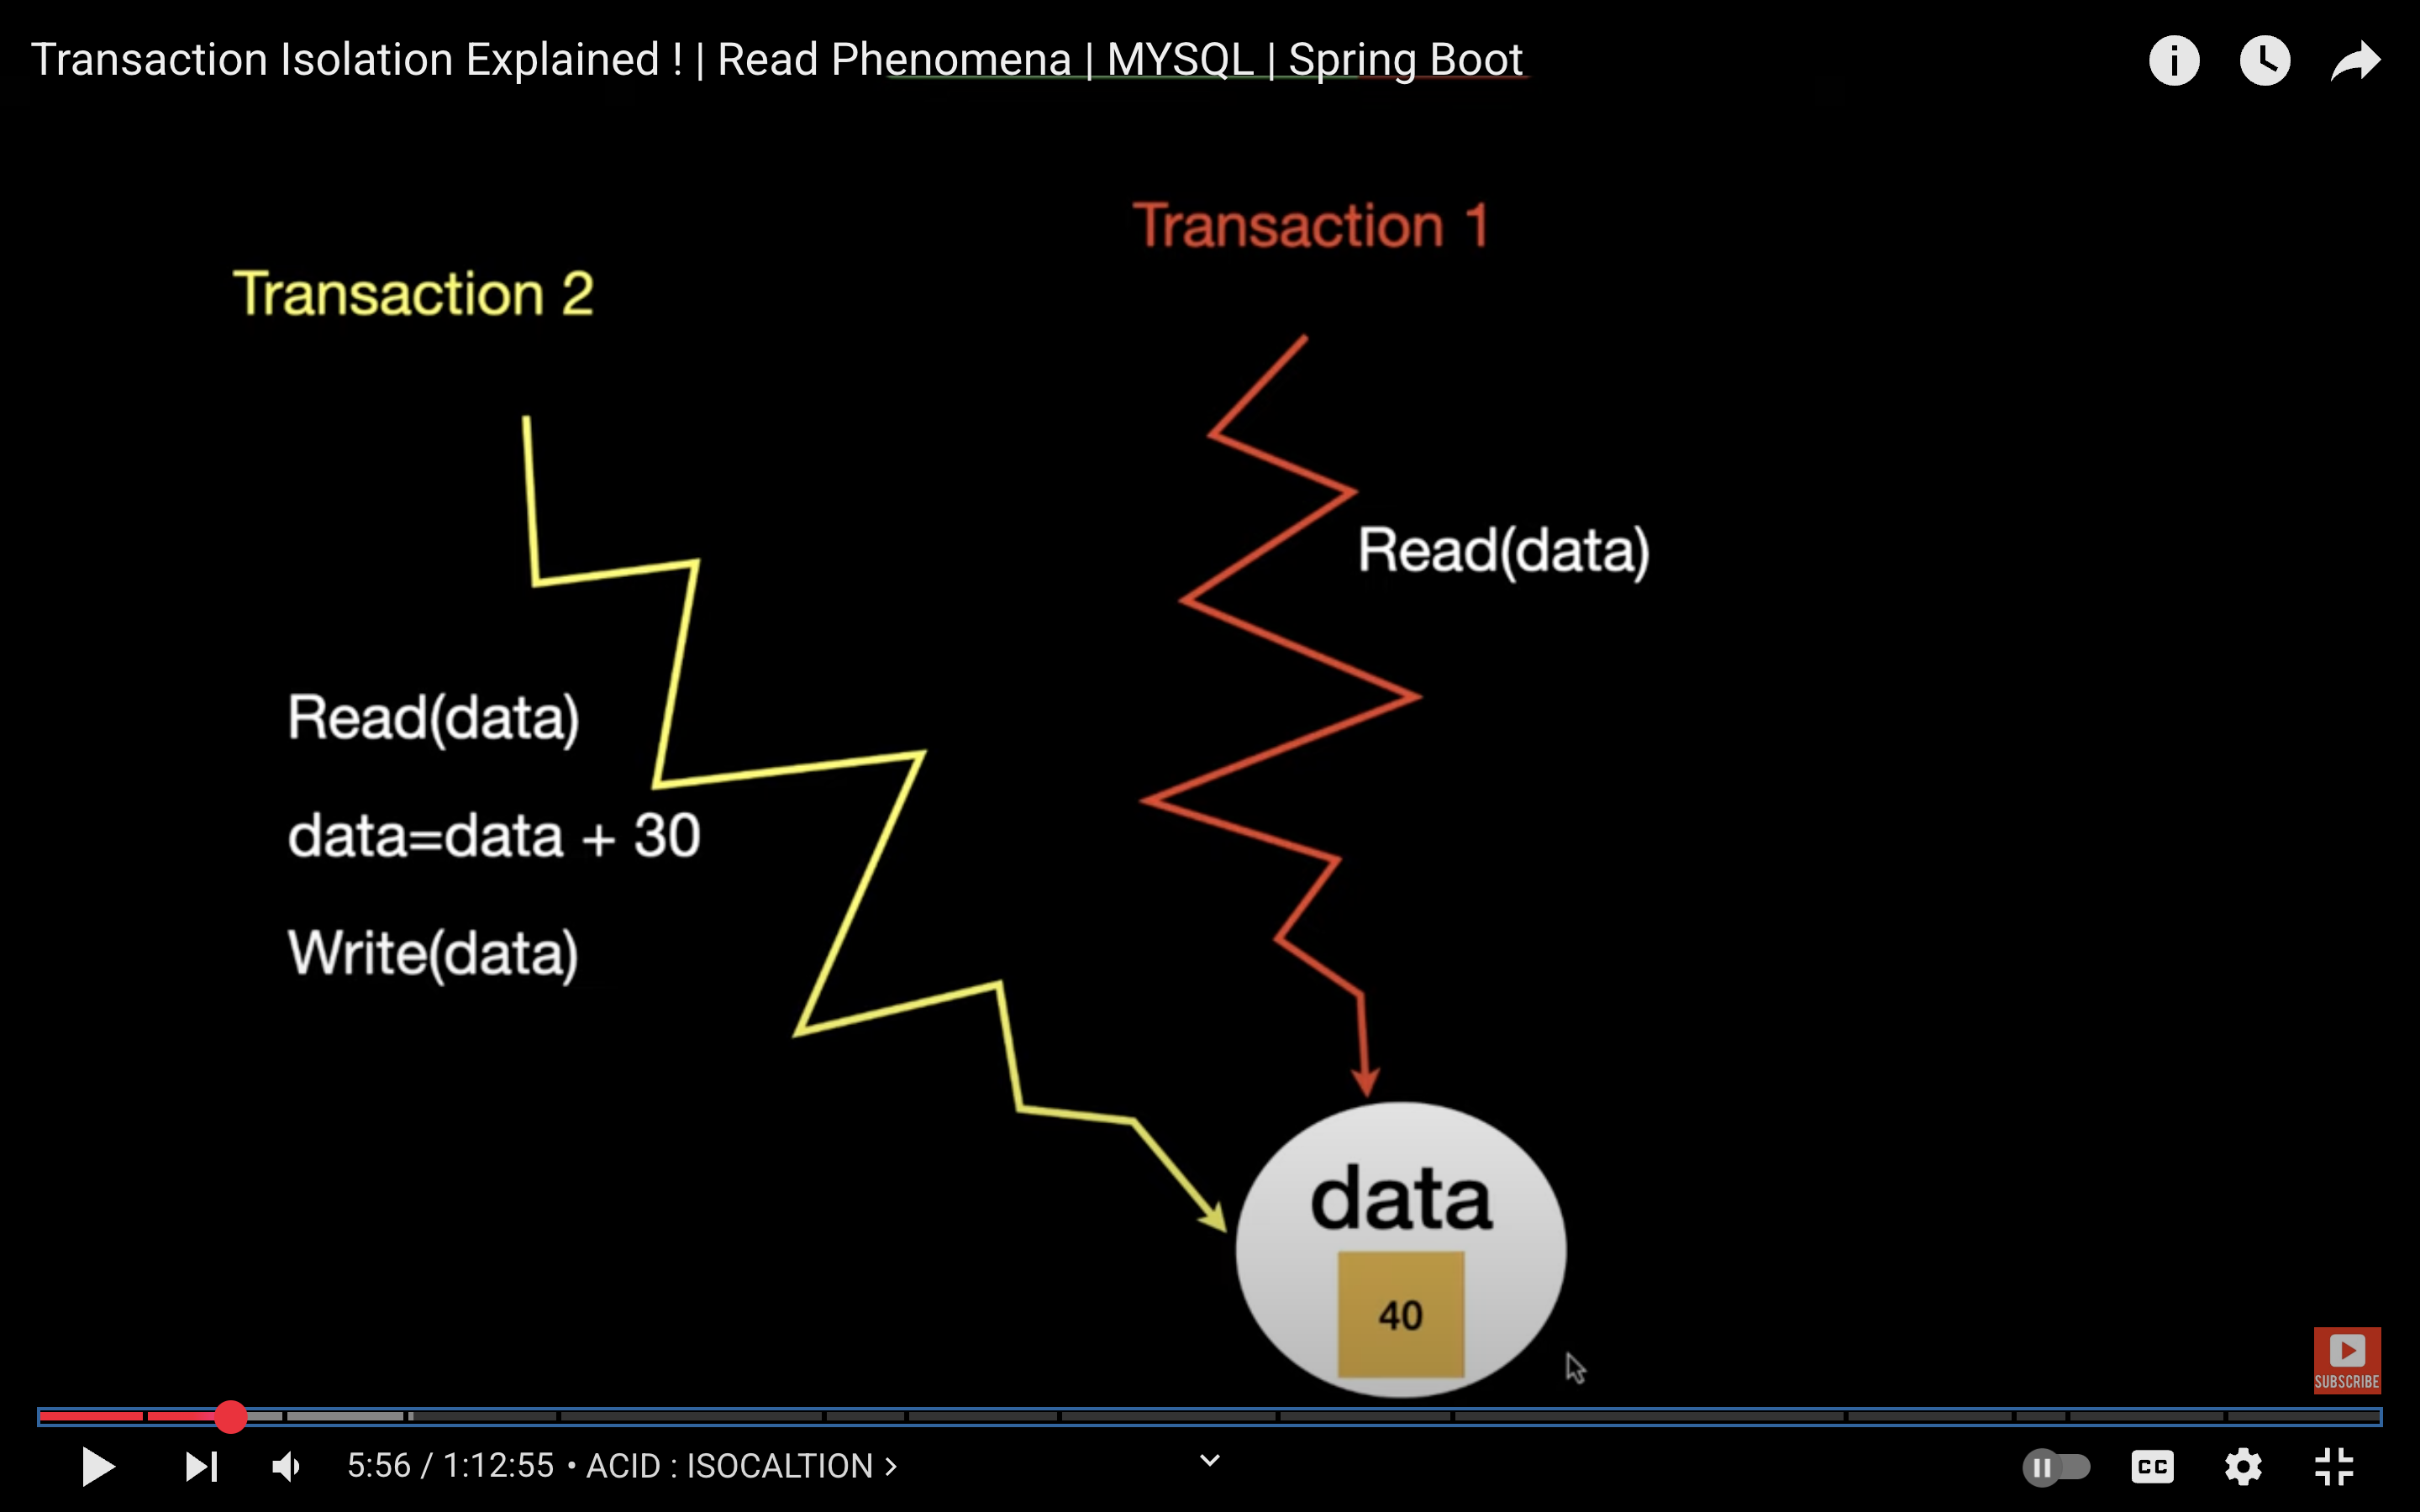 Transaction Isolation Explained ! | Read Phenomena | MYSQL | Spring Boot
Transaction 1
Transaction 2
Read(data)
Read(data)
data=data + 30
Write(data)
data
40
SUBSCRIBE
5:56 / 1:12:55 • ACID : ISOCALTION >
CC